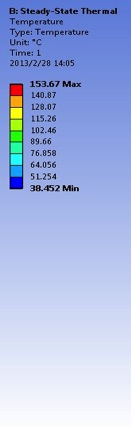 B: Steady-State Thermal
Temperature
Type: Temperature
Unit: °C
Time: 1
2013/2/28 14:05
153.67 Max
140.87
128.07
115.26
102.46
89.66
76.858
64.056
51.254
38.452 Min